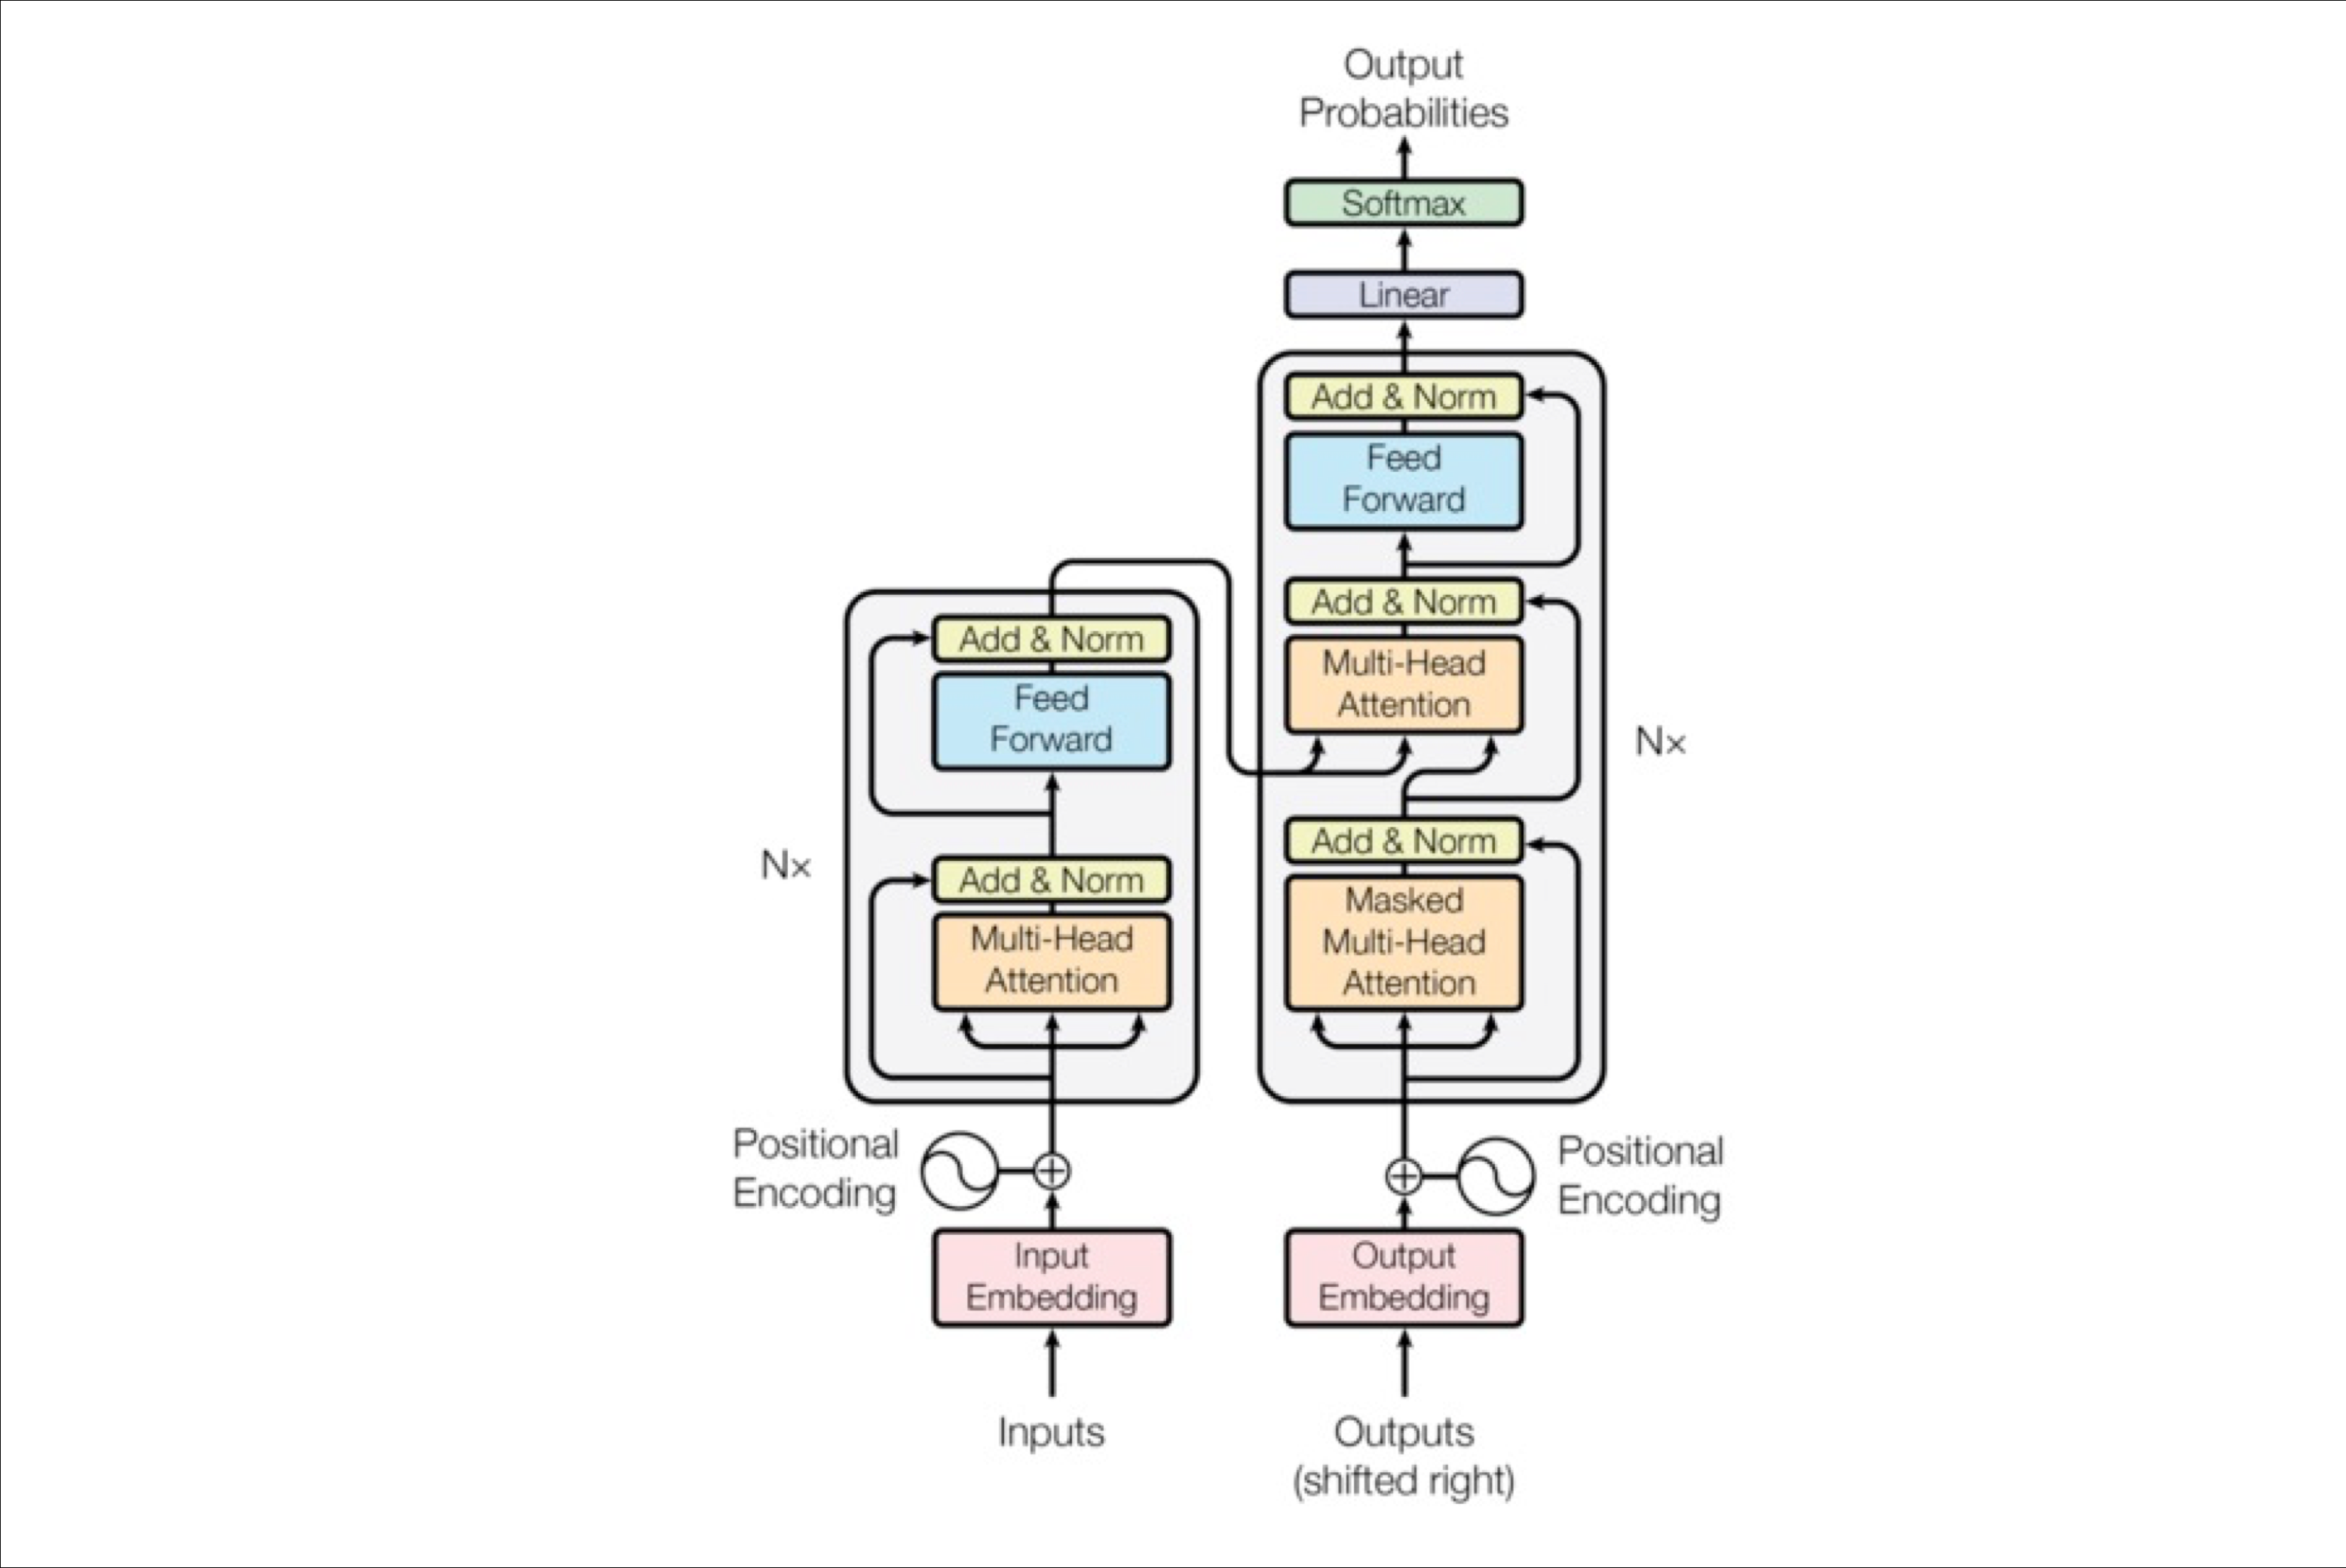 Output
Probabilities
Softmax
Linear
Add & Norm
Feed
Forward
Add & Norm
Multi-Head
Attention
Nx
Add & Norm
Masked
Multi-Head
Attention
Add & Norm
Feed
Forward
Nx
Add & Norm
Multi-Head
Attention
Positional
Encoding
Positional
Encoding
Input
Embedding
Output
Embedding
Inputs
Outputs
(shifted right)